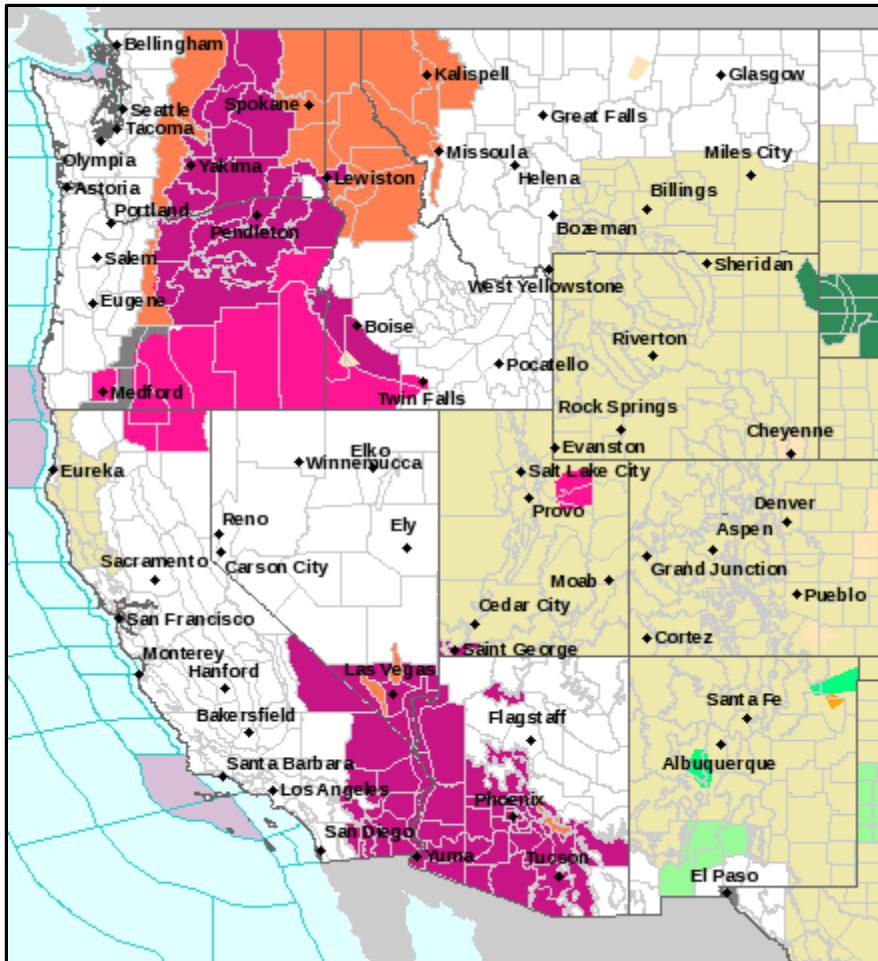 Bellingham
Kalispell
Glasgow
Seattle
Spokane
Great Falls
Tacoma
Olympia
Yakima
Missoula
Helena
Miles City
Astoria
Lewiston
Billings
Portland
Pendleton
Bozeman
Salem
Sheridan
West Yellowstone
Eugene
Boise
Riverton
Pocatello
Medford
Twin Falls
Rock Springs
Cheyenne
Elko
Winnemucca
Evanston
Eureka
Salt Lake City
Provo
Denver
Reno
Ely
Aspen
Sacramento
Carson City
Grand Junction
Moab
Pueblo
San Francisco
Cedar City
Cortez
Saint George
Monterey
Hanford
Las Vegas
Santa Fe
Bakersfield
Flagstaff
Albuquerque
Santa Barbara
Los Angeles
Phoenix
San Diego
Yuma
Tucson
El Paso